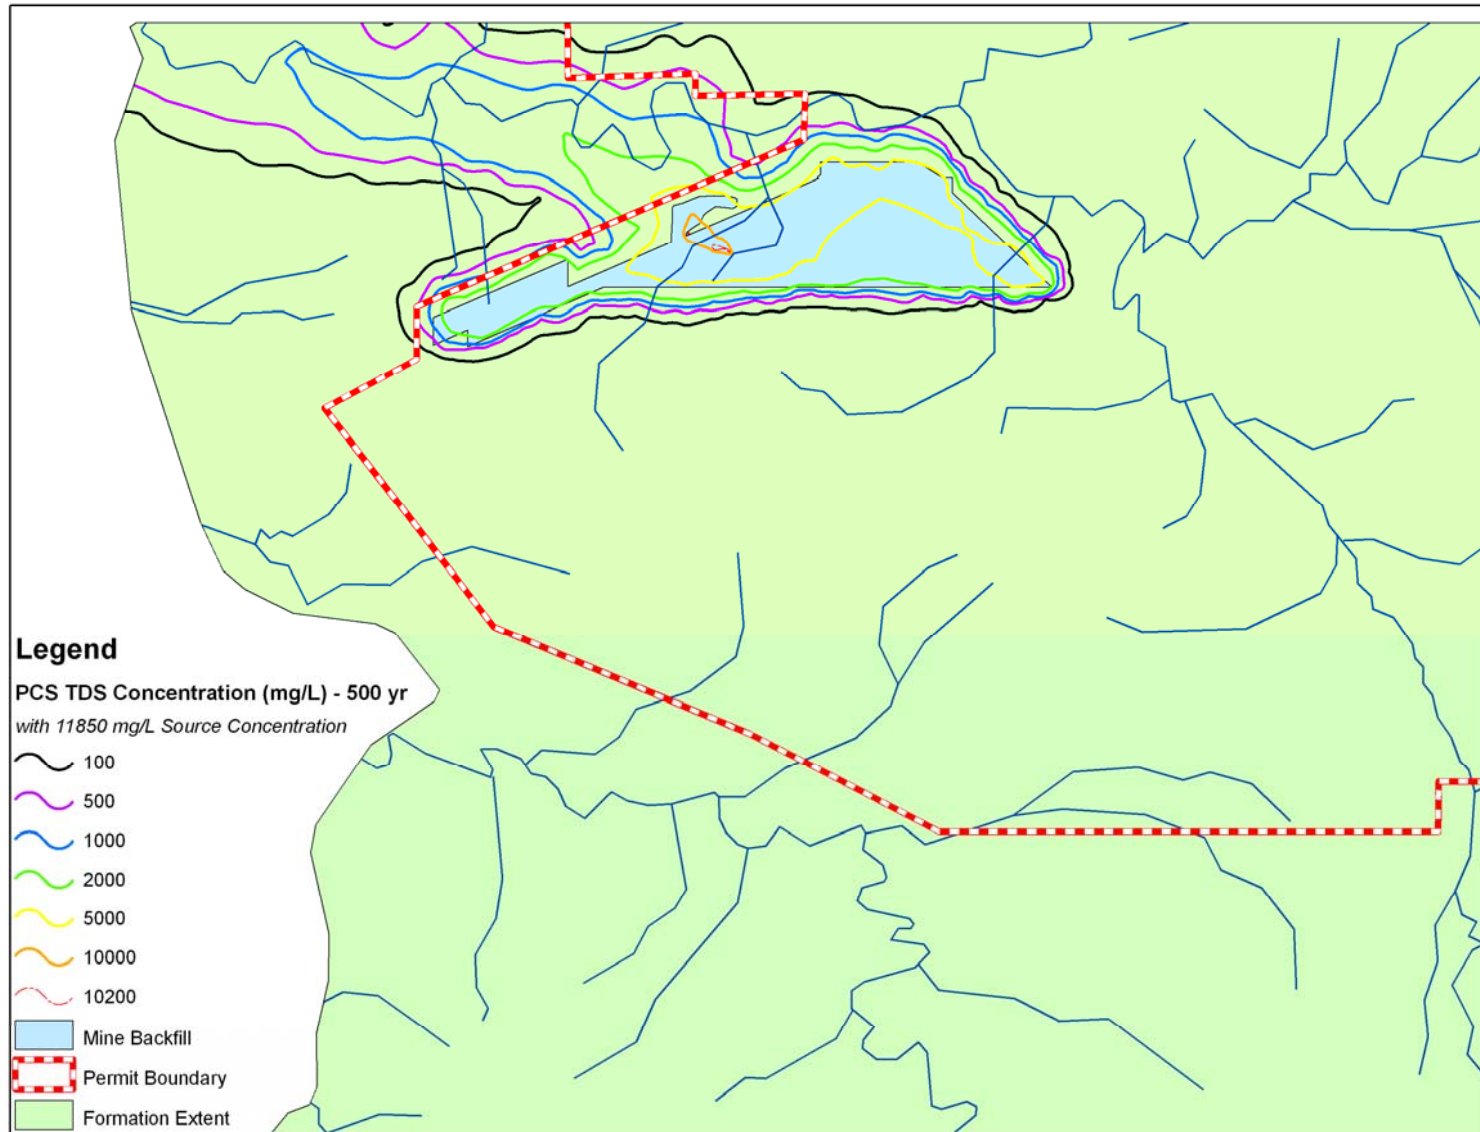 Legend
PCS TDS Concentration (mg/L) - 500 yr
with 11850 mg/L Source Concentration
100
500
1000
2000
5000
10000
10200
Mine Backfill
Permit Boundary
Formation Extent